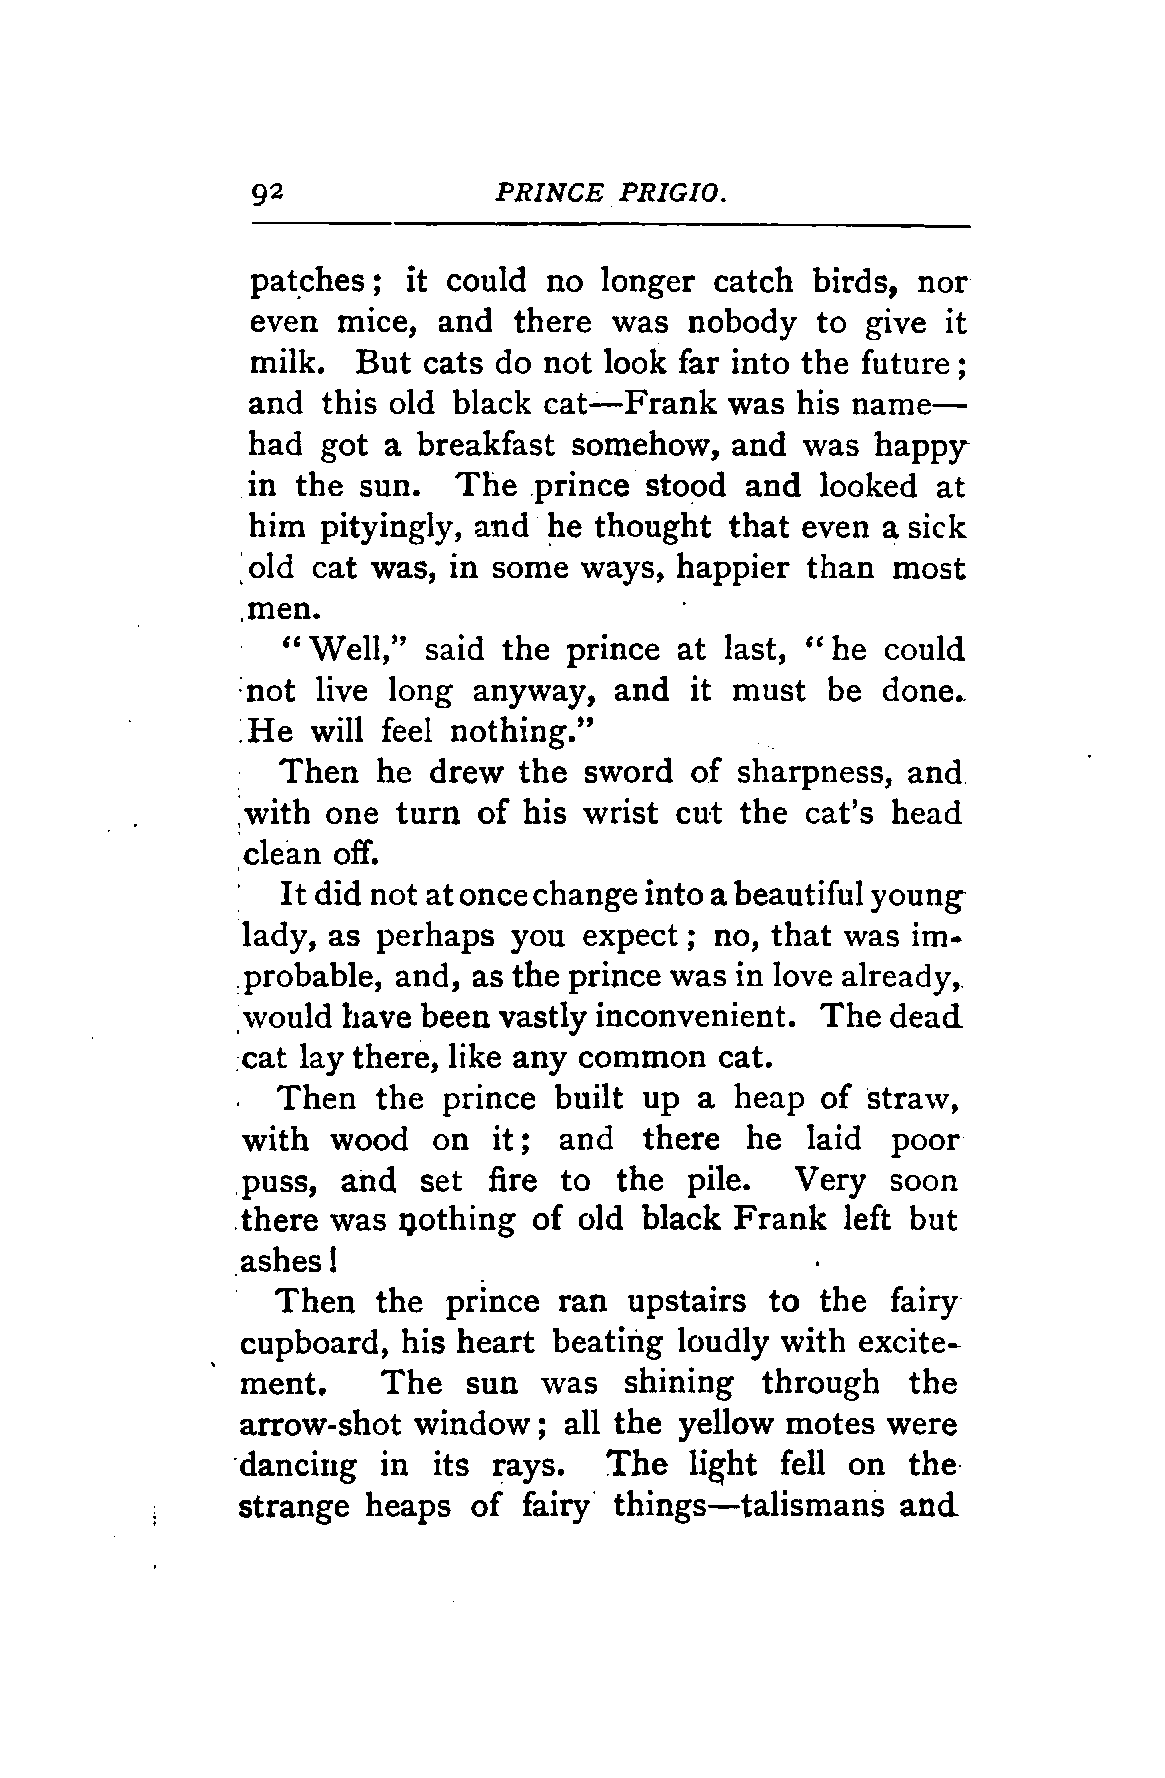 92 PRINCE PRIGIO.
patches; it could no longer catch birds, nor
even mice, and there was nobody to give it
milk. But cats do not look far into the future;
and this old black cat—Frank was his name—
had got a breakfast somehow, and was happy
in the sun. The prince stood and looked at
him pityingly, and he thought that even a sick
old cat was, in some ways, happier than most
men.
"Well," said the prince at last, "he could
not live long anyway, and it must be done.
He will feel nothing."
Then he drew the sword of sharpness, and
with one turn of his wrist cut the cat's head
clean off.
It did not at once change into a beautiful young
lady, as perhaps you expect; no, that was im-
probable, and, as the prince was in love already,
would have been vastly inconvenient. The dead
cat lay there, like any common cat.
Then the prince built up a heap of straw,
with wood on it; and there he laid poor
puss, and set fire to the pile. Very soon
there was nothing of old black Frank left but
ashes!
Then the prince ran upstairs to the fairy
cupboard, his heart beating loudly with excite-
ment. The sun was shining through the
arrow-shot window; all the yellow motes were
dancing in its rays. The light fell on the
strange heaps of fairy things—talismans and